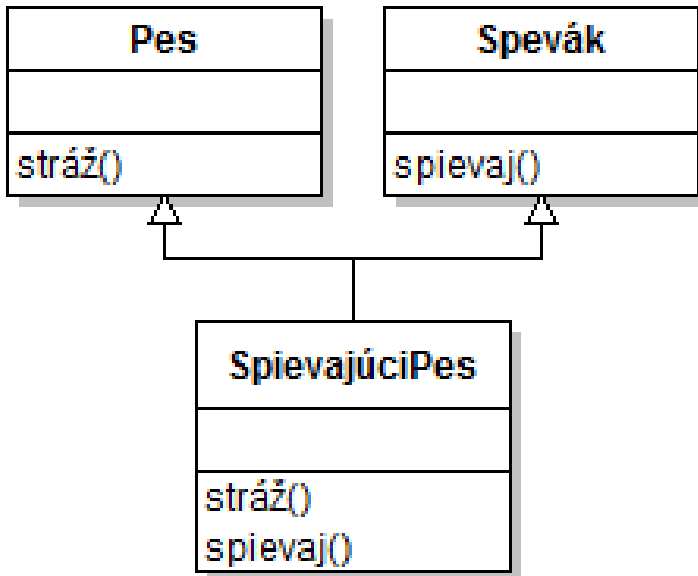 Pes
stráž()
Spevák
spievaj()
SpievajúciPes
stráž()
spievaj()